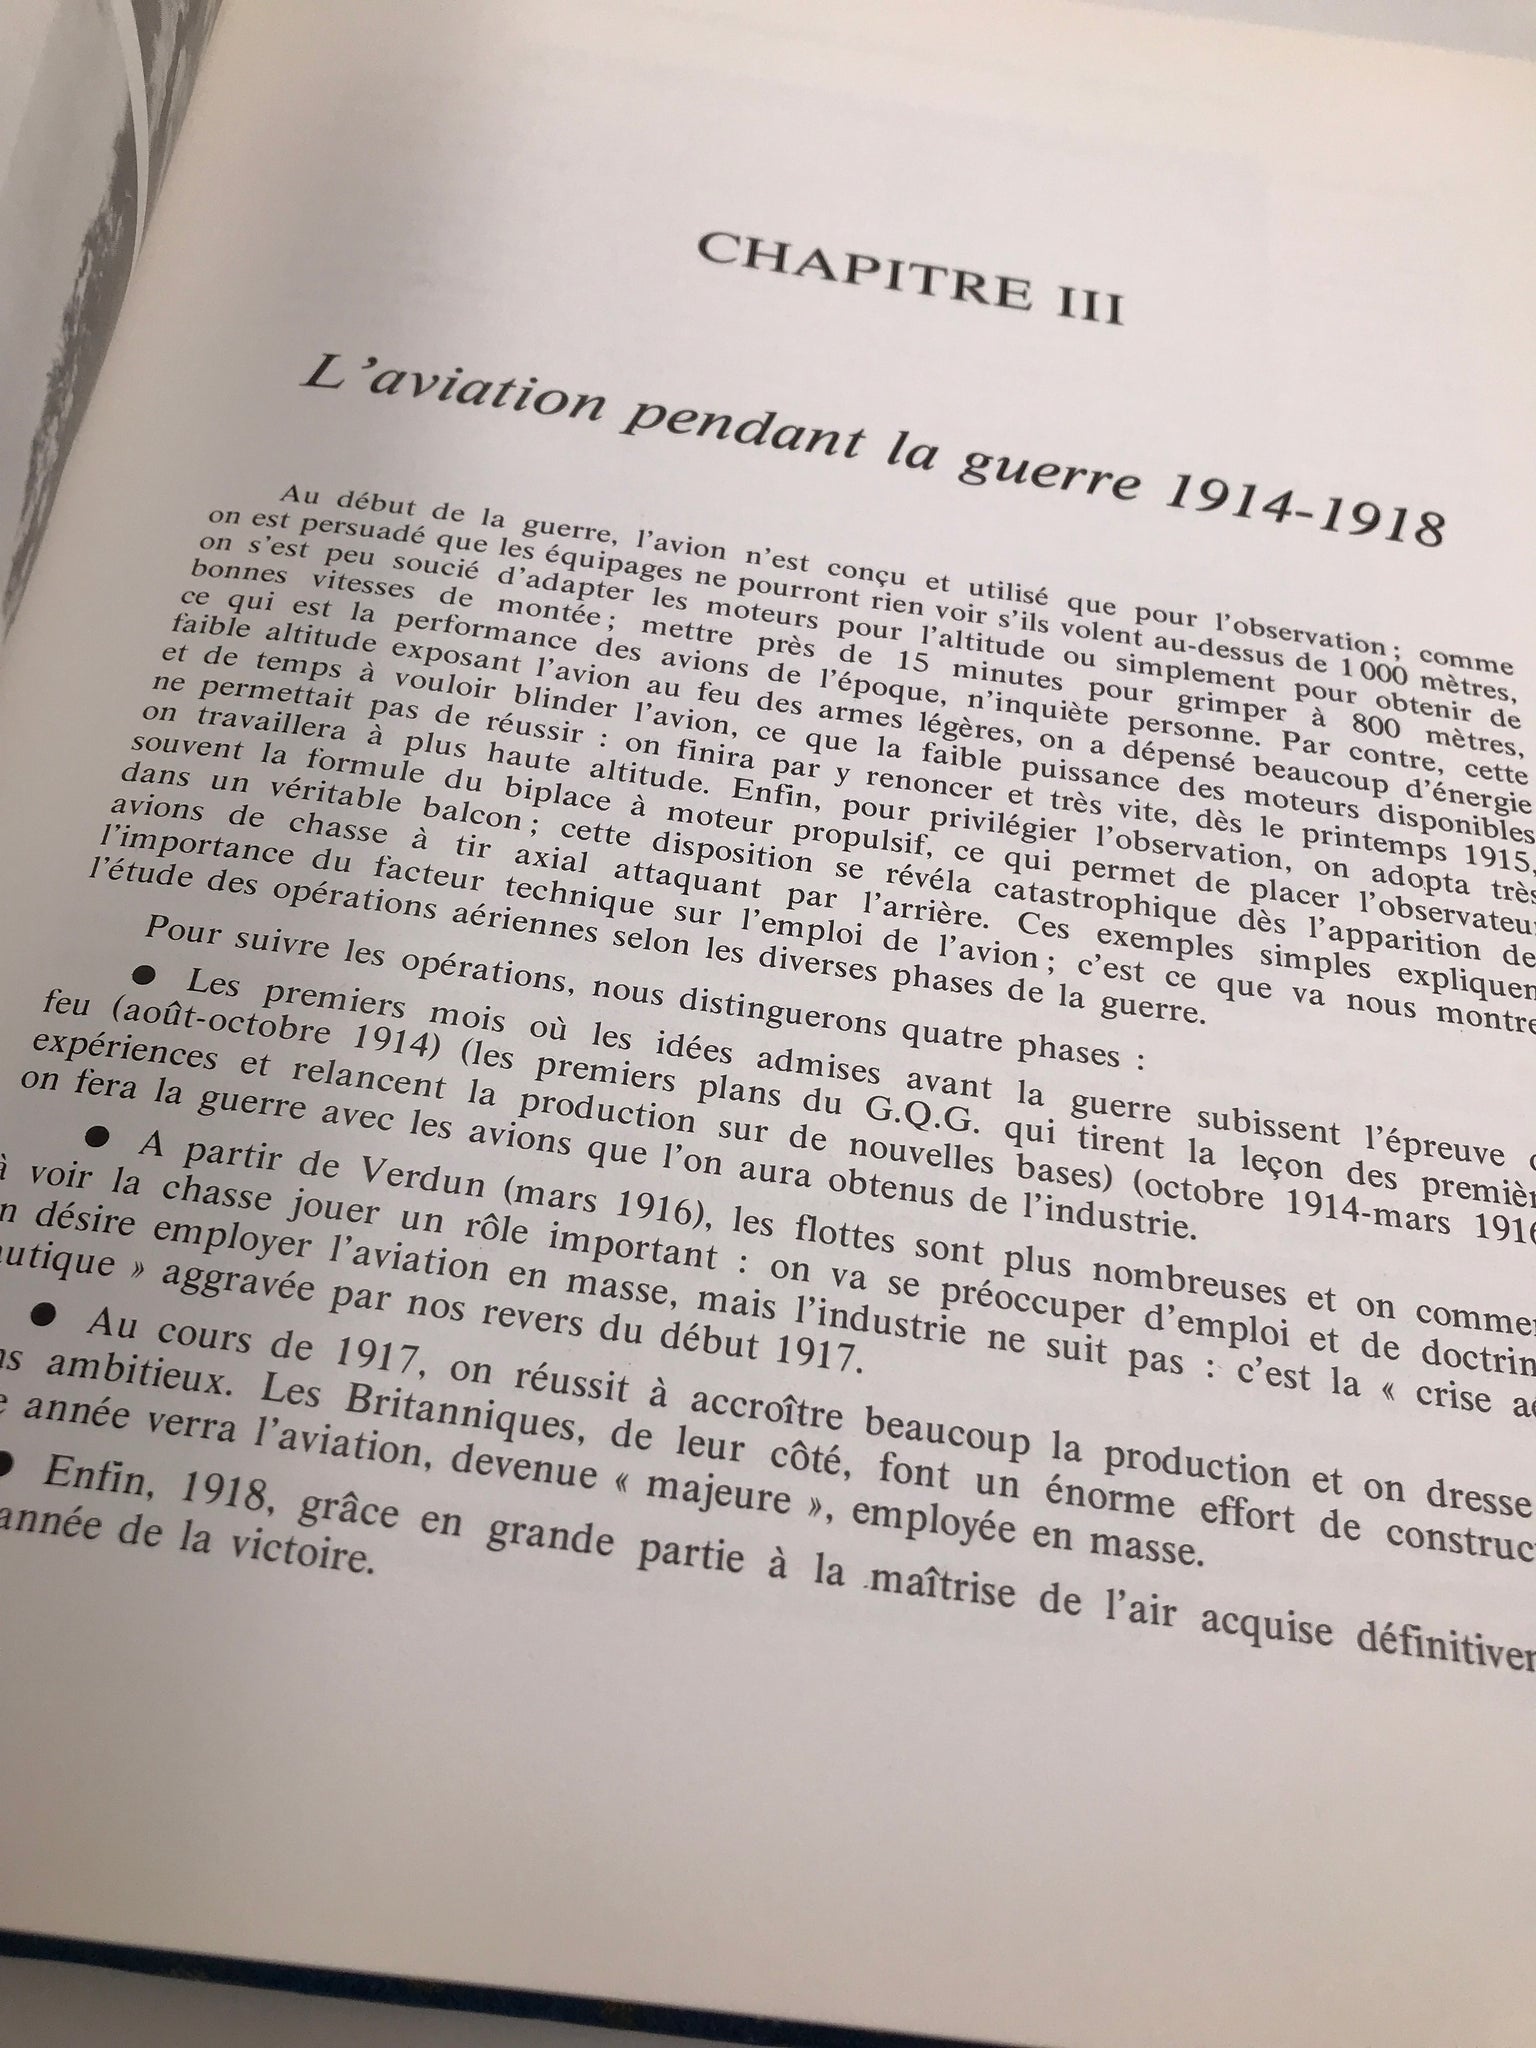 CHAPITRE III
L'aviation pendant la guerre 1914-1918
Au début de la guerre, l'avion n'est conçu et utilisé que pour l'observation ; comme
on est persuadé que les équipages ne pourront rien voir s'ils volent au-dessus de 1 000 mètres,
on s'est peu soucié d'adapter les moteurs pour l'altitude ou simplement pour obtenir de
bonnes vitesses de montée ; mettre près de 15 minutes pour grimper à 800 mètres,
ce qui est la performance des avions de l'époque, n'inquiète personne. Par contre, cette
faible altitude exposant l'avion au feu des armes légères, on a dépensé beaucoup d'énergie
et de temps à vouloir blinder l'avion, ce que la faible puissance des moteurs disponibles
ne permettait pas de réussir : on finira par y renoncer et très vite, dès le printemps 1915,
on travaillera à plus haute altitude. Enfin, pour privilégier l'observation, on adopta très
souvent la formule du biplace à moteur propulsif, ce qui permet de placer l'observateur
dans un véritable balcon ; cette disposition se révéla catastrophique dès l'apparition de
avions de chasse à tir axial attaquant par l'arrière. Ces exemples simples expliquen
l'importance du facteur technique sur l'emploi de l'avion ; c'est ce que va nous montre
l'étude des opérations aériennes selon les diverses phases de la guerre.
Pour suivre les opérations, nous distinguerons quatre phases :
● Les premiers mois où les idées admises avant la guerre subissent l'épreuve d
feu (août-octobre 1914) (les premiers plans du G.Q.G. qui tirent la leçon des premièr
expériences et relancent la production sur de nouvelles bases) (octobre 1914-mars 1916
on fera la guerre avec les avions que l'on aura obtenus de l'industrie.
● A partir de Verdun (mars 1916), les flottes sont plus nombreuses et on commen
à voir la chasse jouer un rôle important : on va se préoccuper d'emploi et de doctrin
n désire employer l'aviation en masse, mais l'industrie ne suit pas : c'est la « crise aé
autique » aggravée par nos revers du début 1917.
● Au cours de 1917, on réussit à accroître beaucoup la production et on dresse
ns ambitieux. Les Britanniques, de leur côté, font un énorme effort de construc
e année verra l'aviation, devenue « majeure », employée en masse.
● Enfin, 1918, grâce en grande partie à la maîtrise de l'air acquise définitivem
année de la victoire.